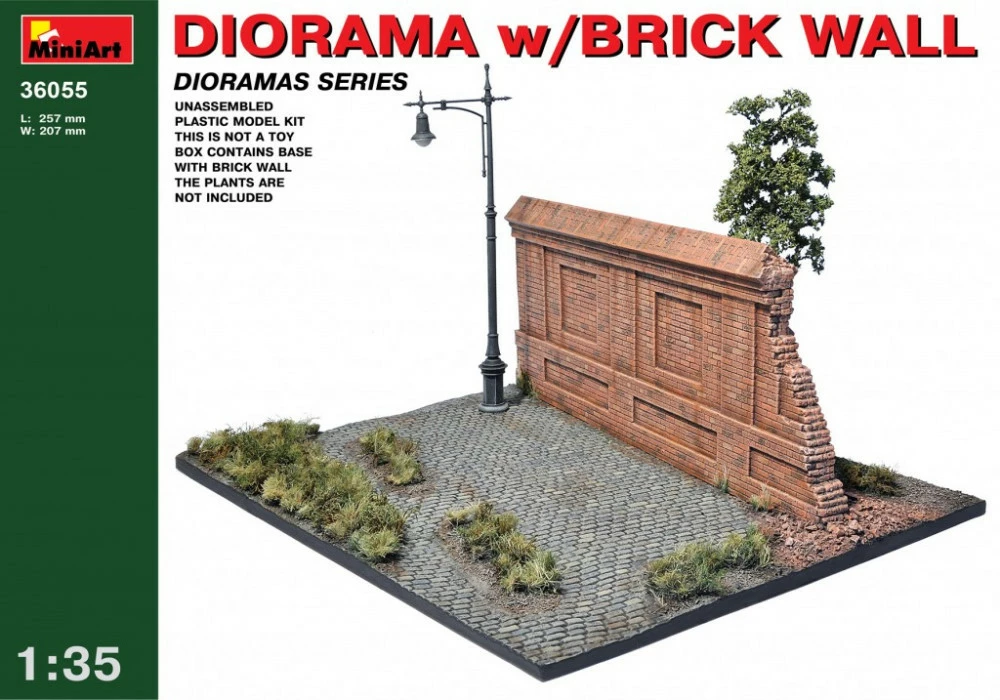 MiniArt
DIORAMA w/BRICK WALL
36055
DIORAMAS SERIES
L: 257 mm
W: 207 mm
UNASSEMBLED
PLASTIC MODEL KIT
THIS IS NOT A TOY
BOX CONTAINS BASE
WITH BRICK WALL
THE PLANTS ARE
NOT INCLUDED
1:35